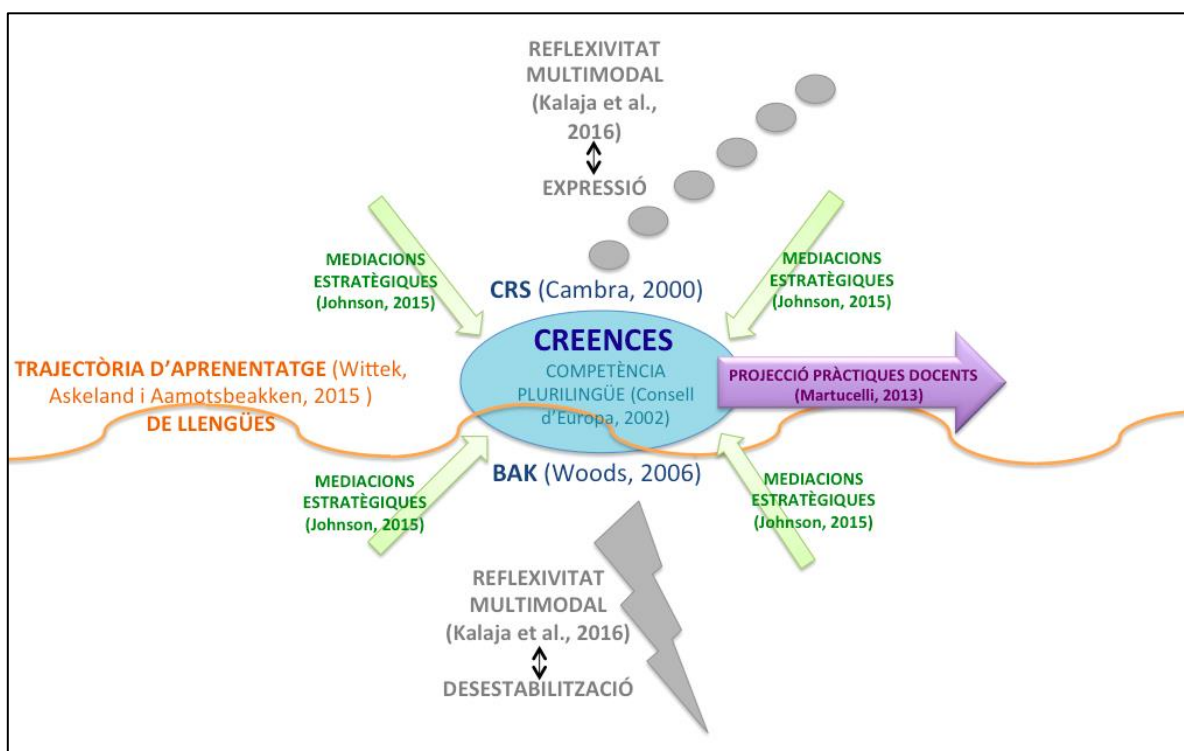 REFLEXIVITAT
MULTIMODAL
(Kalaja et al.,
2016)
EXPRESSIÓ
MEDIACIONS
ESTRATÈGIQUES
(Johnson, 2015)
MEDIACIONS
ESTRATÈGIQUES
(Johnson, 2015)
CRS (Cambra, 2000)
CREENCES
COMPETÈNCIA
PLURILINGÜE (Consell
d'Europa, 2002)
TRAJECTÒRIA D'APRENENTATGE (Wittek,
Askeland i Aamotsbeakken, 2015 )
DE LLENGÜES
PROJECCIÓ PRÀCTIQUES DOCENTS
(Martucelli, 2013)
BAK (Woods, 2006)
MEDIACIONS
ESTRATÈGIQUES
(Johnson, 2015)
MEDIACIONS
ESTRATÈGIQUES
(Johnson, 2015)
REFLEXIVITAT
MULTIMODAL
(Kalaja et al., 2016)
DESESTABILITZACIÓ